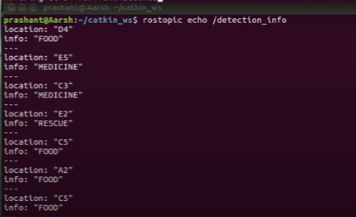 prashant@Aarsh: ~/catkin_ws
prashant@Aarsh:~/catkin_ws$ rostopic echo /detection_info
location: "D4"
info: "FOOD"
---
location: "E5"
info: "MEDICINE"
---
location: "C3"
info: "MEDICINE"
---
location: "E2"
info: "RESCUE"
---
location: "C5"
info: "FOOD"
---
location: "A2"
info: "FOOD"
---
location: "C5"
info: "FOOD"